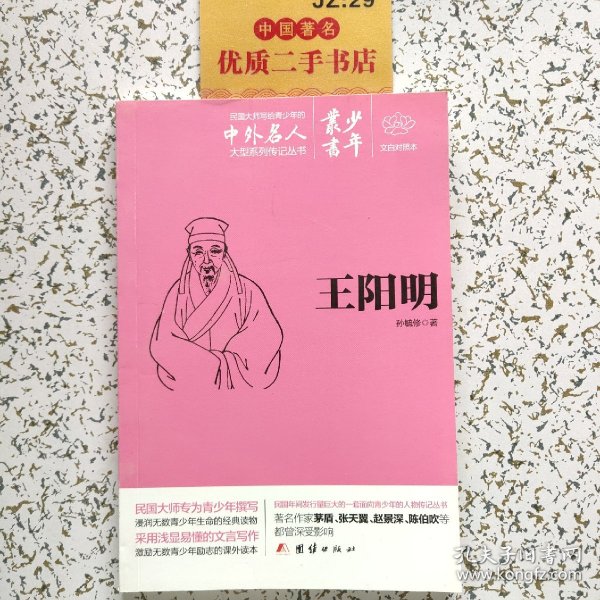 JZ:29
中国著名
优质二手书店
民国大师写给青少年的
中外名人
大型系列传记丛书
少年
叢書
文白对照本
王阳明
孙毓修◎著
民国大师专为青少年撰写
浸润无数青少年生命的经典读物
采用浅显易懂的文言写作
激励无数青少年励志的课外读本
民国年间发行量巨大的一套面向青少年的人物传记丛书
著名作家茅盾、张天翼、赵景深、陈伯吹等
都曾深受影响
团结出版社
孔夫子旧书网
kongfz.com